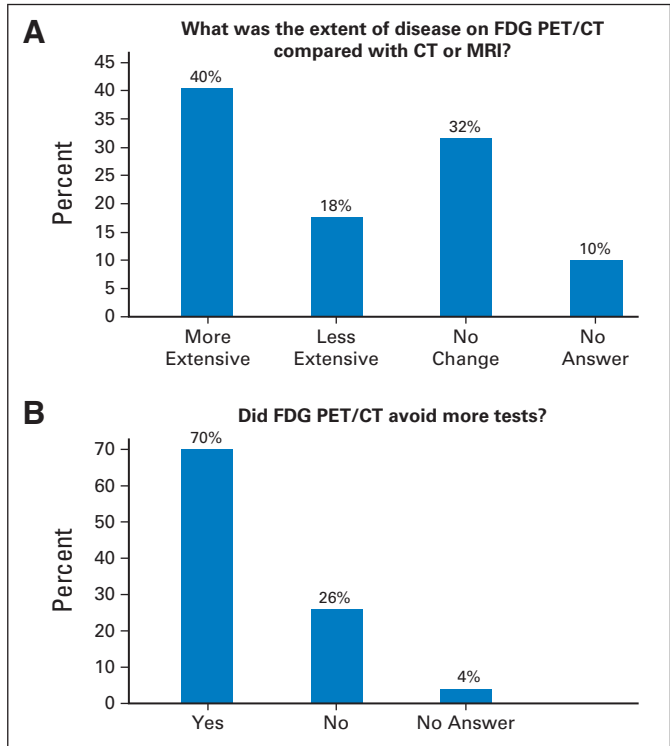 A
What was the extent of disease on FDG PET/CT
compared with CT or MRI?
Percent
45
40
35
30
25
20
15
10
5
0
40%
18%
32%
10%
More
Extensive
Less
Extensive
No
Change
No
Answer
B
Did FDG PET/CT avoid more tests?
Percent
70
60
50
40
30
20
10
0
70%
26%
4%
Yes
No
No Answer